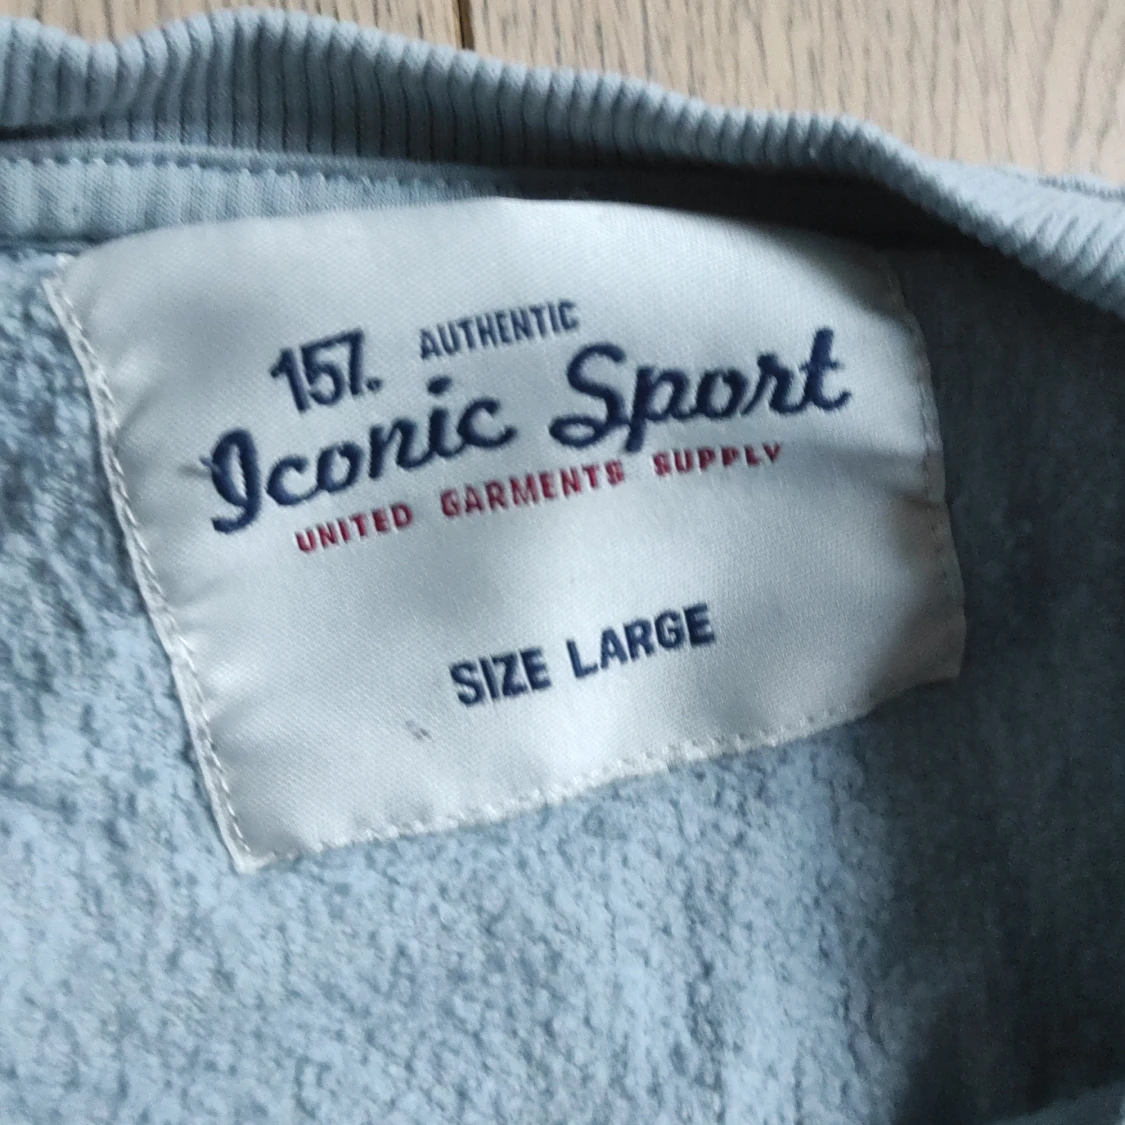 157. AUTHENTIC
Iconic Sport
UNITED GARMENTS SUPPLY
SIZE LARGE